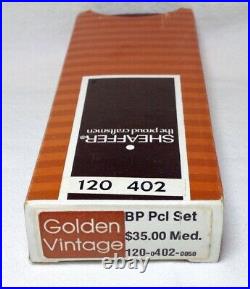 SHEAFFER®
the proud craftsmen
120 402
Golden
Vintage
BP Pcl Set
$35.00 Med.
120-0402-0050